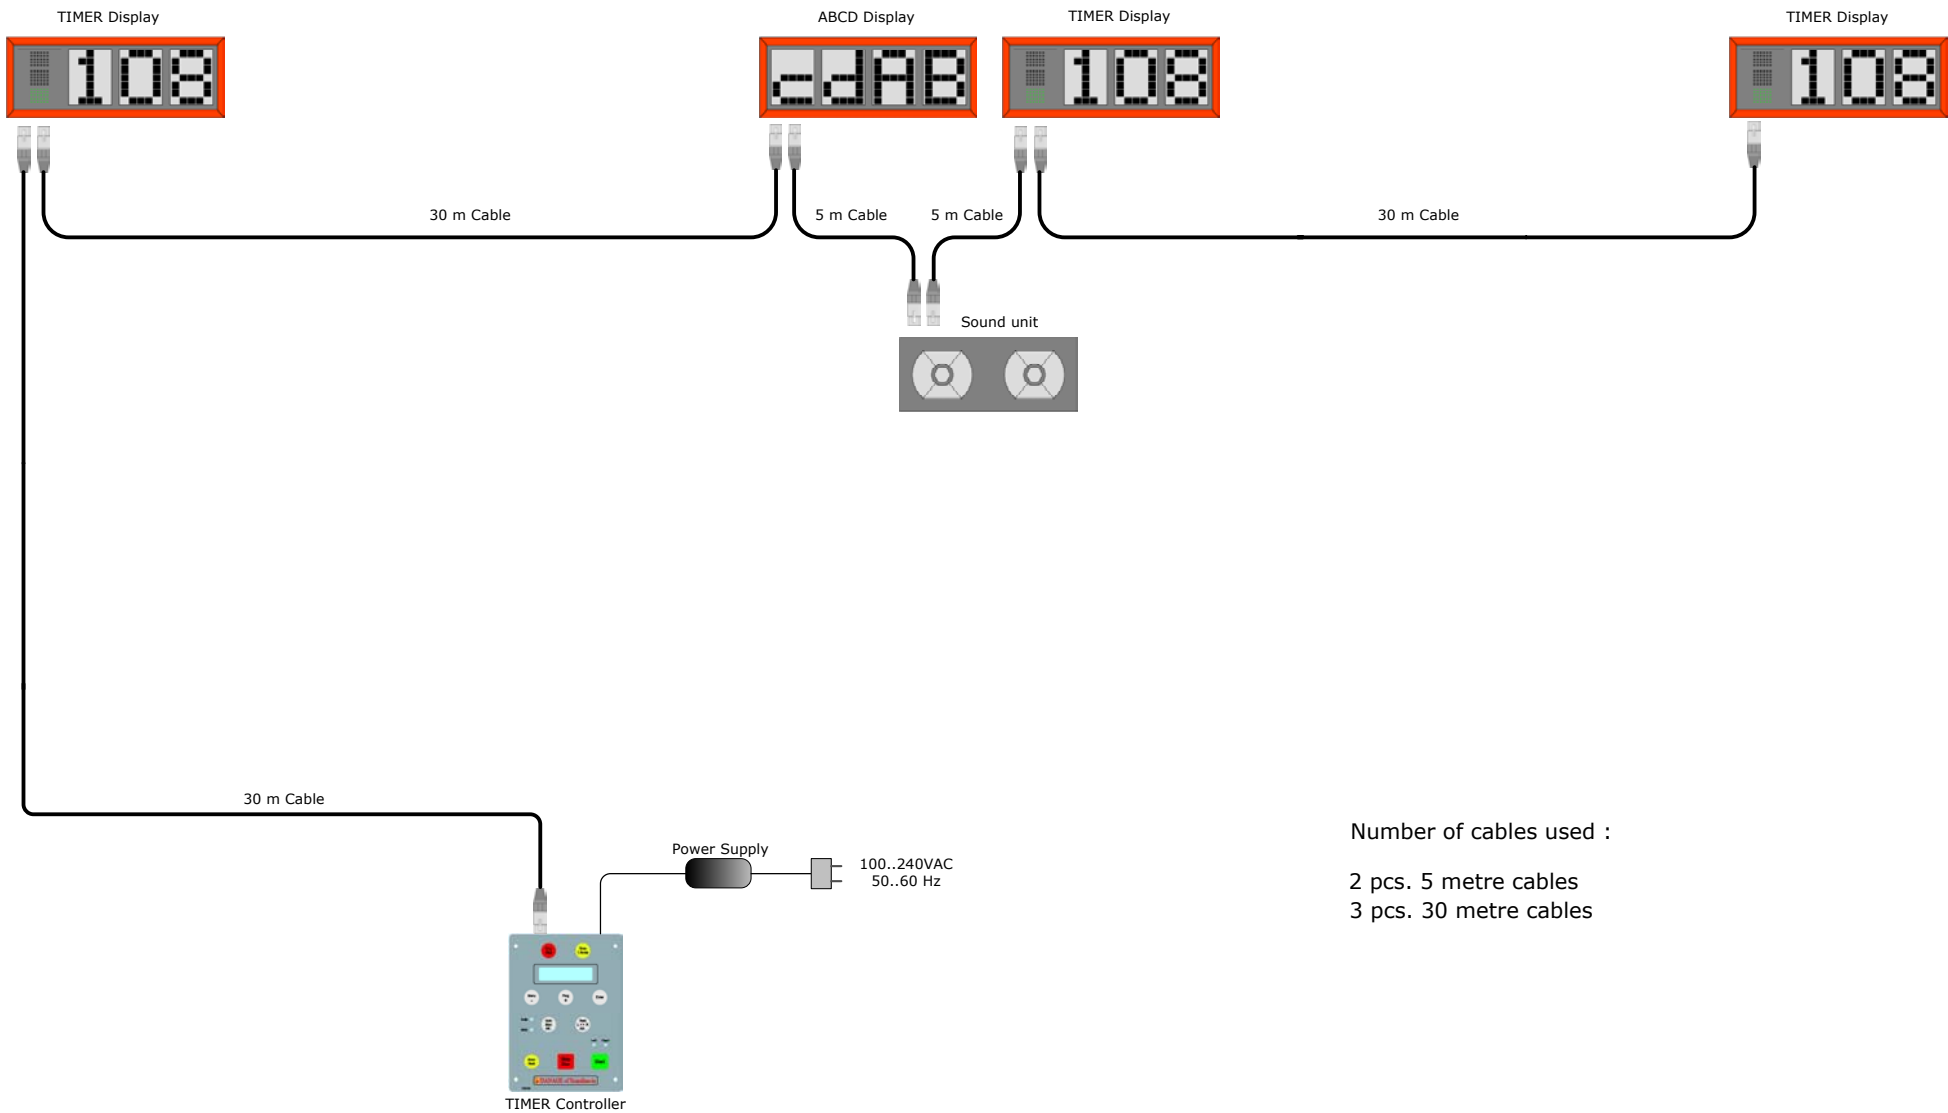 TIMER Display
ABCD Display
TIMER Display
TIMER Display
108
cdAB
108
108
30 m Cable
5 m Cable
5 m Cable
30 m Cable
Sound unit
30 m Cable
Power Supply
100..240VAC
50..60 Hz
Number of cables used :
2 pcs. 5 metre cables
3 pcs. 30 metre cables
TIMER Controller